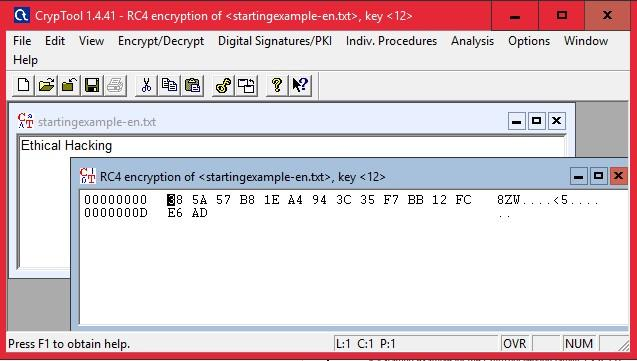 CrypTool 1.4.41 - RC4 encryption of <startingexample-en.txt>, key <12>
File Edit View Encrypt/Decrypt Digital Signatures/PKI Indiv. Procedures Analysis Options Window
Help
startingexample-en.txt
Ethical Hacking
RC4 encryption of <startingexample-en.txt>, key <12>
00000000 38 5A 57 B8 1E A4 94 3C 35 F7 BB 12 FC 8ZW....<5....
0000000D E6 AD ..
Press F1 to obtain help. L:1 C:1 P:1 OVR NUM